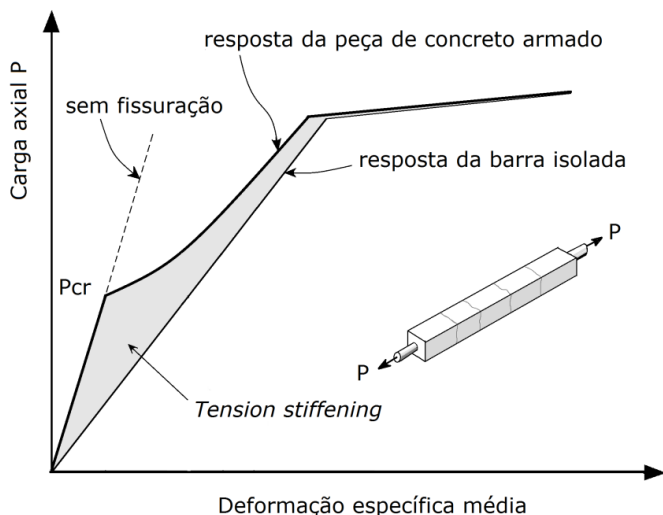 resposta da peça de concreto armado
sem fissuração
resposta da barra isolada
Carga axial P
Pcr
P
P
Tension stiffening
Deformação específica média